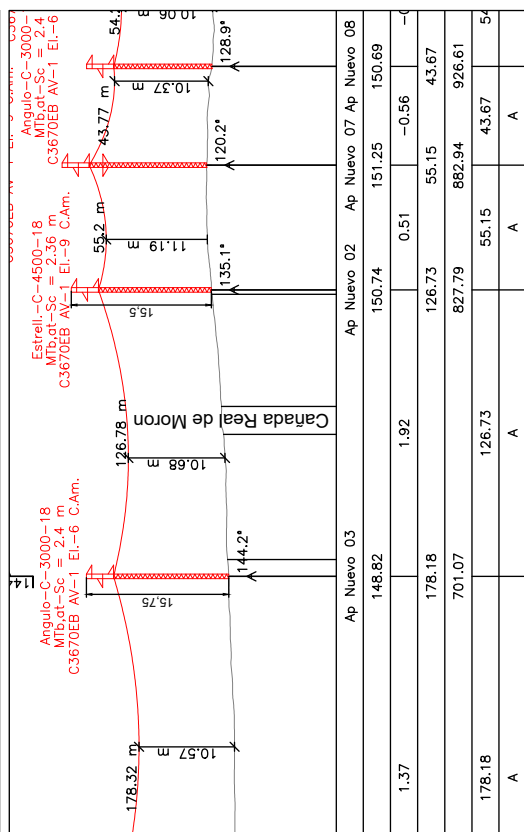 Angulo-C-3000-18
MTb,at-Sc = 2.4 m
C3670EB AV-1 El.-6 C.Am.
Estrell.-C-4500-18
MTb,at-Sc = 2.36 m
C3670EB AV-1 El.-9 C.Am.
Angulo-C-3000-
MTb,at-Sc = 2.4
C3670EB AV-1 El.-6
178.32 m
126.78 m
55.2 m
43.77 m
54.
15,75
15,5
10.57 m
10.68 m
11.19 m
10.37 m
10.06 m
144.2°
135.1°
120.2°
128.9°
Cañada Real de Moron
Ap Nuevo 03 Ap Nuevo 02 Ap Nuevo 07 Ap Nuevo 08
148.82 150.74 151.25 150.69
1.37 1.92 0.51 -0.56
178.18 126.73 55.15 43.67
701.07 827.79 882.94 926.61
178.18 126.73 55.15 43.67 54
A A A A